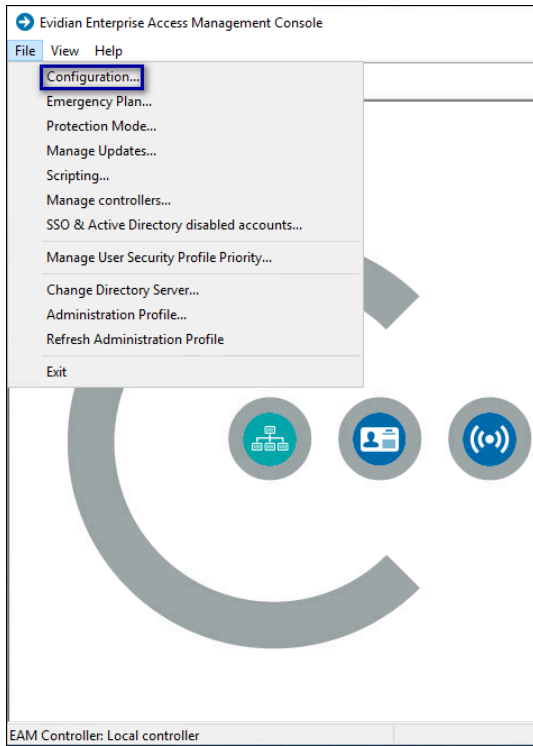 Evidian Enterprise Access Management Console
File View Help
Configuration...
Emergency Plan...
Protection Mode...
Manage Updates...
Scripting...
Manage controllers...
SSO & Active Directory disabled accounts...
Manage User Security Profile Priority...
Change Directory Server...
Administration Profile...
Refresh Administration Profile
Exit
EAM Controller: Local controller